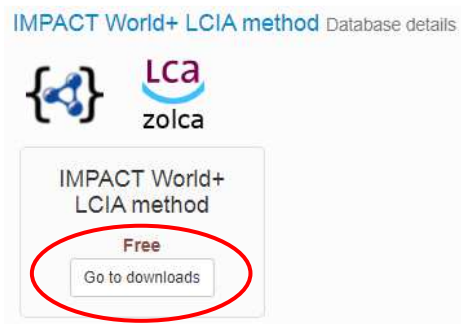 IMPACT World+ LCIA method Database details
LCa
zolca
IMPACT World+
LCIA method
Free
Go to downloads